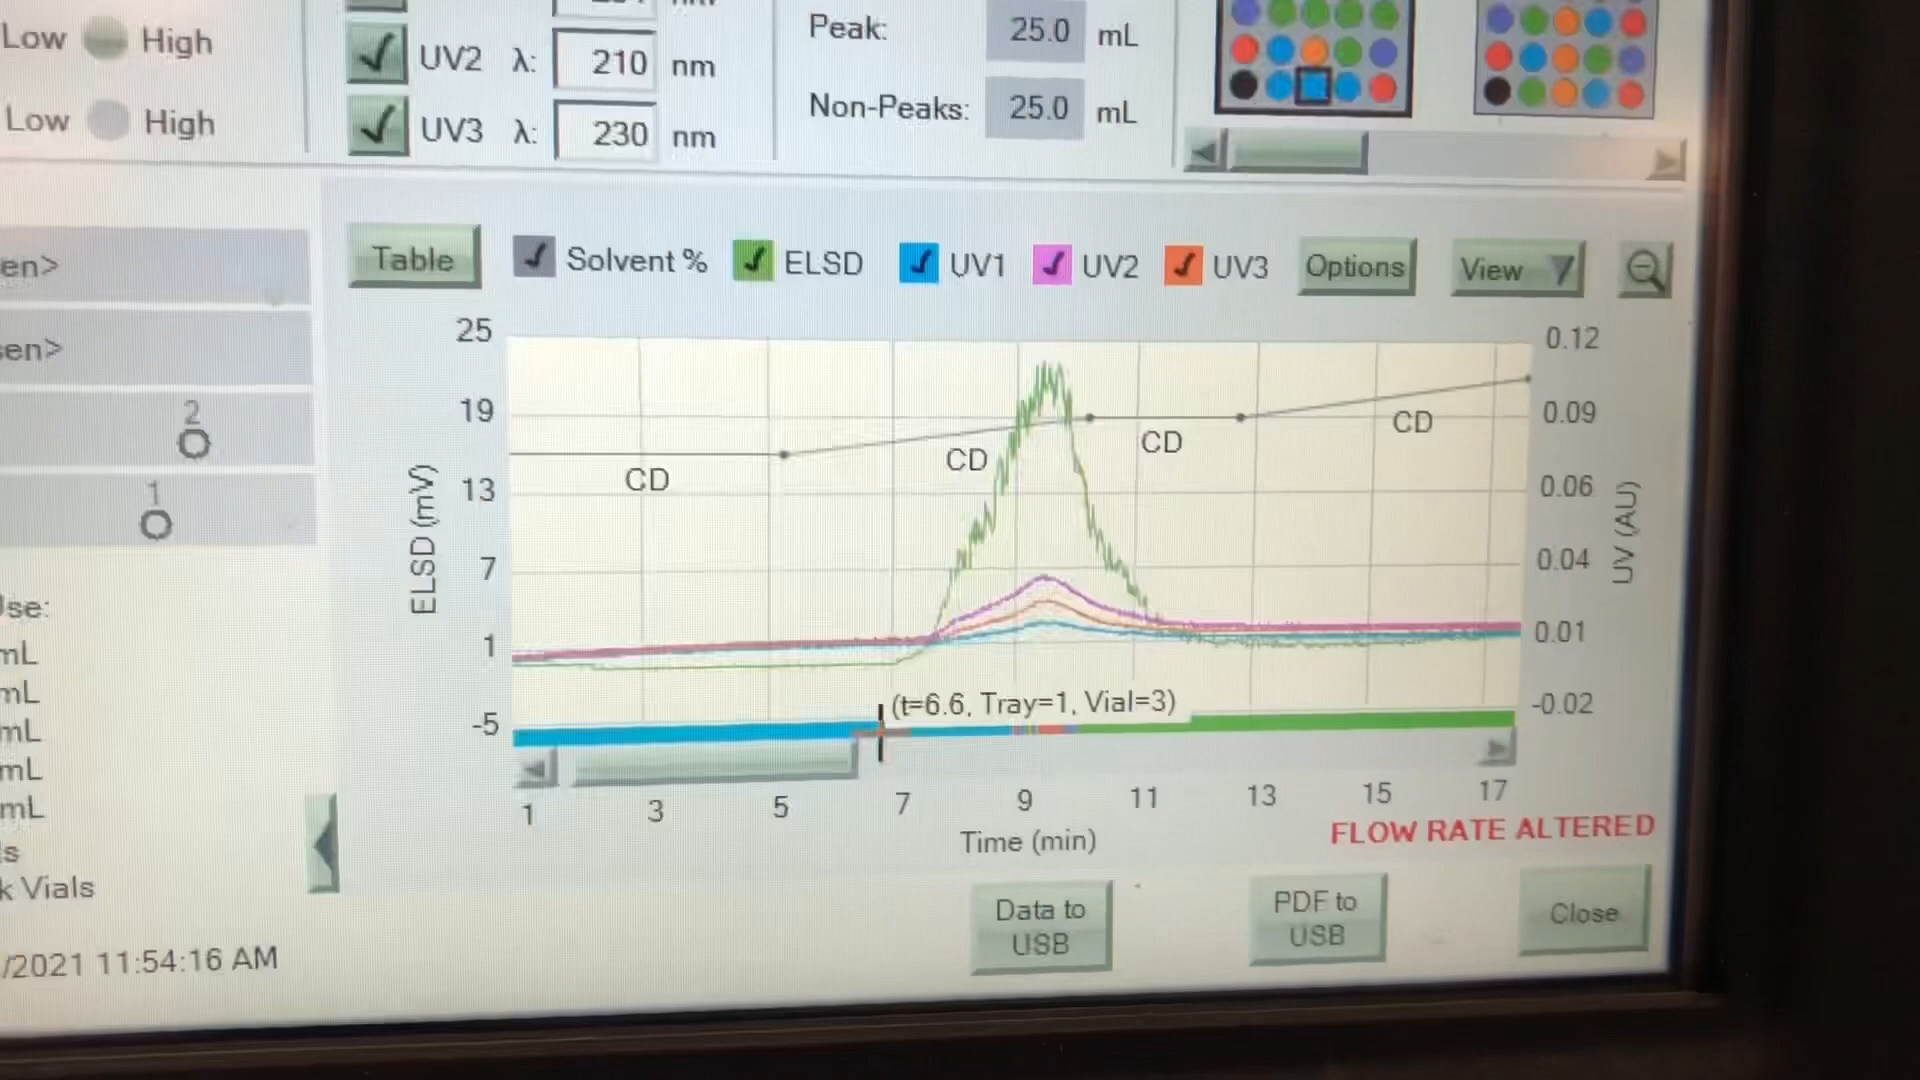 Low High
Low High
UV2 λ: 210 nm
UV3 λ: 230 nm
Peak: 25.0 mL
Non-Peaks: 25.0 mL
en>
en>
2
1
se:
mL
mL
mL
mL
mL
ls
k Vials
/2021 11:54:16 AM
Table Solvent % ELSD UV1 UV2 UV3 Options View
ELSD (mV)
25
19
13
7
1
-5
CD
CD
CD
CD
(t=6.6, Tray=1, Vial=3)
0.12
0.09
0.06
0.04
0.01
-0.02
UV (AU)
1 3 5 7 9 11 13 15 17
Time (min)
FLOW RATE ALTERED
Data to
USB
PDF to
USB
Close